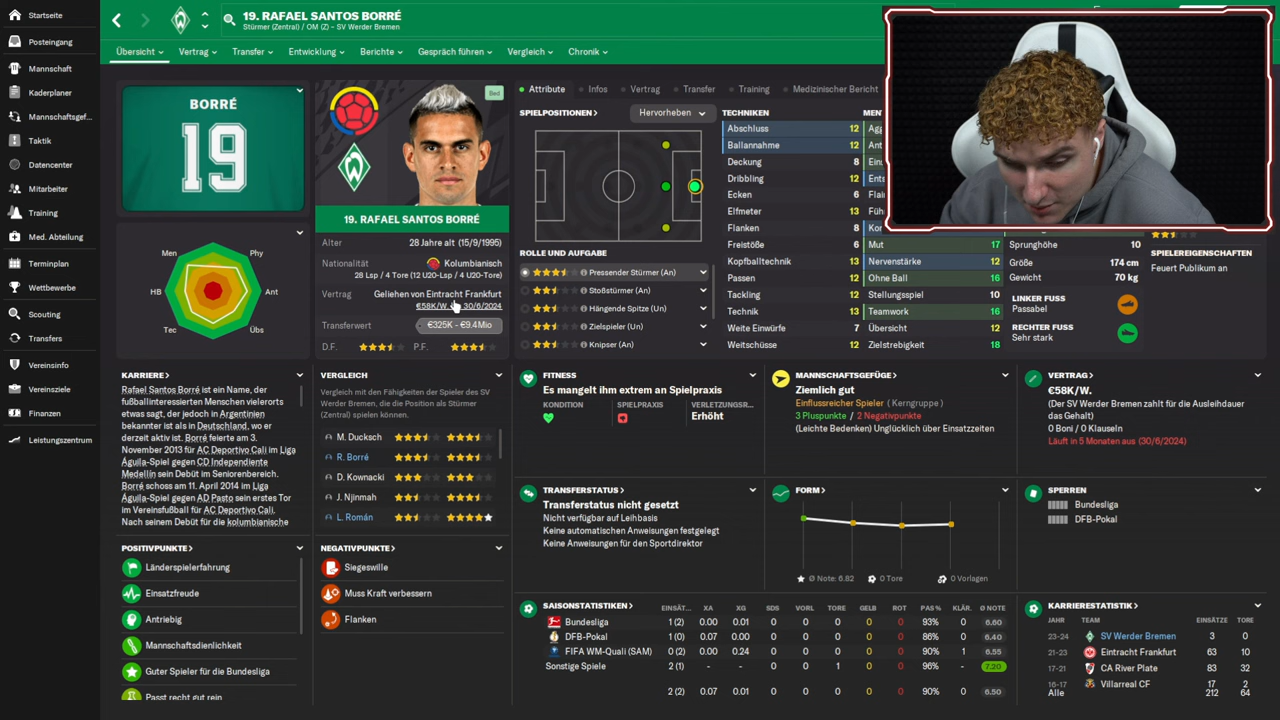 Startseite
Posteingang
Mannschaft
Kaderplaner
Mannschaftsgef...
Taktik
Datencenter
Mitarbeiter
Training
Med. Abteilung
Terminplan
Wettbewerbe
Scouting
Transfers
Vereinsinfo
Vereinsziele
Finanzen
Leistungszentrum
19. RAFAEL SANTOS BORRÉ
Stürmer (Zentral) / OM (Z) - SV Werder Bremen
Übersicht
Vertrag
Transfer
Entwicklung
Berichte
Gespräch führen
Vergleich
Chronik
BORRÉ
19
Men
Phy
HB
Ant
Tec
Übs
Bed
19. RAFAEL SANTOS BORRÉ
Alter 28 Jahre alt (15/9/1995)
Nationalität Kolumbianisch
28 Lsp / 4 Tore (12 U20-Lsp / 4 U20-Tore)
Vertrag Geliehen von Eintracht Frankfurt
€58K/W. 30/6/2024
Transferwert €325K - €9.4Mio
D.F. P.F.
Attribute
Infos
Vertrag
Transfer
Training
Medizinischer Bericht
SPIELPOSITIONEN >
Hervorheben
ROLLE UND AUFGABE
Pressender Stürmer (An)
Stoßstürmer (An)
Hängende Spitze (Un)
Zielspieler (Un)
Knipser (An)
TECHNIKEN
Abschluss 12
Ballannahme 12
Deckung 8
Dribbling 12
Ecken 6
Elfmeter 13
Flanken 8
Freistöße 6
Kopfballtechnik 13
Passen 12
Tackling 12
Technik 13
Weite Einwürfe 7
Weitschüsse 12
MEN
Agg
Ant
Eins
Ents
Flair
Füh
Kon
Mut 17
Nervenstärke 12
Ohne Ball 16
Stellungsspiel 10
Teamwork 16
Übersicht 12
Zielstrebigkeit 18
Sprunghöhe 10
Größe 174 cm
Gewicht 70 kg
LINKER FUSS
Passabel
RECHTER FUSS
Sehr stark
SPIELEREIGENSCHAFTEN
Feuert Publikum an
KARRIERE >
Rafael Santos Borré ist ein Name, der
fußballinteressierten Menschen vielerorts
etwas sagt, der jedoch in Argentinien
bekannter ist als in Deutschland, wo er
derzeit aktiv ist. Borré feierte am 3.
November 2013 für AC Deportivo Cali im Liga
Águila-Spiel gegen CD Independiente
Medellín sein Debüt im Seniorenbereich.
Borré schoss am 11. April 2014 im Liga
Águila-Spiel gegen AD Pasto sein erstes Tor
im Vereinsfußball für AC Deportivo Cali.
Nach seinem Debüt für die kolumbianische
VERGLEICH
Vergleich mit den Fähigkeiten der Spieler des SV
Werder Bremen, die die Position als Stürmer
(Zentral) spielen können.
M. Ducksch
R. Borré
D. Kownacki
J. Njinmah
L. Román
POSITIVPUNKTE >
Länderspielerfahrung
Einsatzfreude
Antriebig
Mannschaftsdienlichkeit
Guter Spieler für die Bundesliga
Passt recht gut rein
NEGATIVPUNKTE >
Siegeswille
Muss Kraft verbessern
Flanken
FITNESS
Es mangelt ihm extrem an Spielpraxis
KONDITION SPIELPRAXIS VERLETZUNGSR...
Erhöht
MANNSCHAFTSGEFÜGE >
Ziemlich gut
Einflussreicher Spieler ( Kerngruppe )
3 Pluspunkte / 2 Negativpunkte
(Leichte Bedenken) Unglücklich über Einsatzzeiten
VERTRAG >
€58K/W.
(Der SV Werder Bremen zahlt für die Ausleihdauer
das Gehalt)
0 Boni / 0 Klauseln
Läuft in 5 Monaten aus (30/6/2024)
TRANSFERSTATUS >
Transferstatus nicht gesetzt
Nicht verfügbar auf Leihbasis
Keine automatischen Anweisungen festgelegt
Keine Anweisungen für den Sportdirektor
FORM >
Ø Note: 6.82 0 Tore 0 Vorlagen
SPERREN
Bundesliga
DFB-Pokal
SAISONSTATISTIKEN > EINSÄT... XA XG SDS VORL TORE GELB ROT PAS% KLÄR. Ø NOTE
Bundesliga 1 (2) 0.00 0.01 0 0 0 0 0 93% 0 6.60
DFB-Pokal 1 (0) 0.07 0.00 0 0 0 0 0 86% 0 6.40
FIFA WM-Quali (SAM) 0 (2) 0.00 0.24 0 0 0 0 0 90% 1 6.55
Sonstige Spiele 2 (1) - - 0 0 1 0 0 96% - 7.20
2 (2) 0.07 0.01 0 0 0 0 0 90% 0 6.50
KARRIERESTATISTIK >
JAHR TEAM EINSÄTZE TORE
23-24 SV Werder Bremen 3 0
21-23 Eintracht Frankfurt 63 10
17-21 CA River Plate 83 32
16-17 Villarreal CF 17 2
Alle 212 64